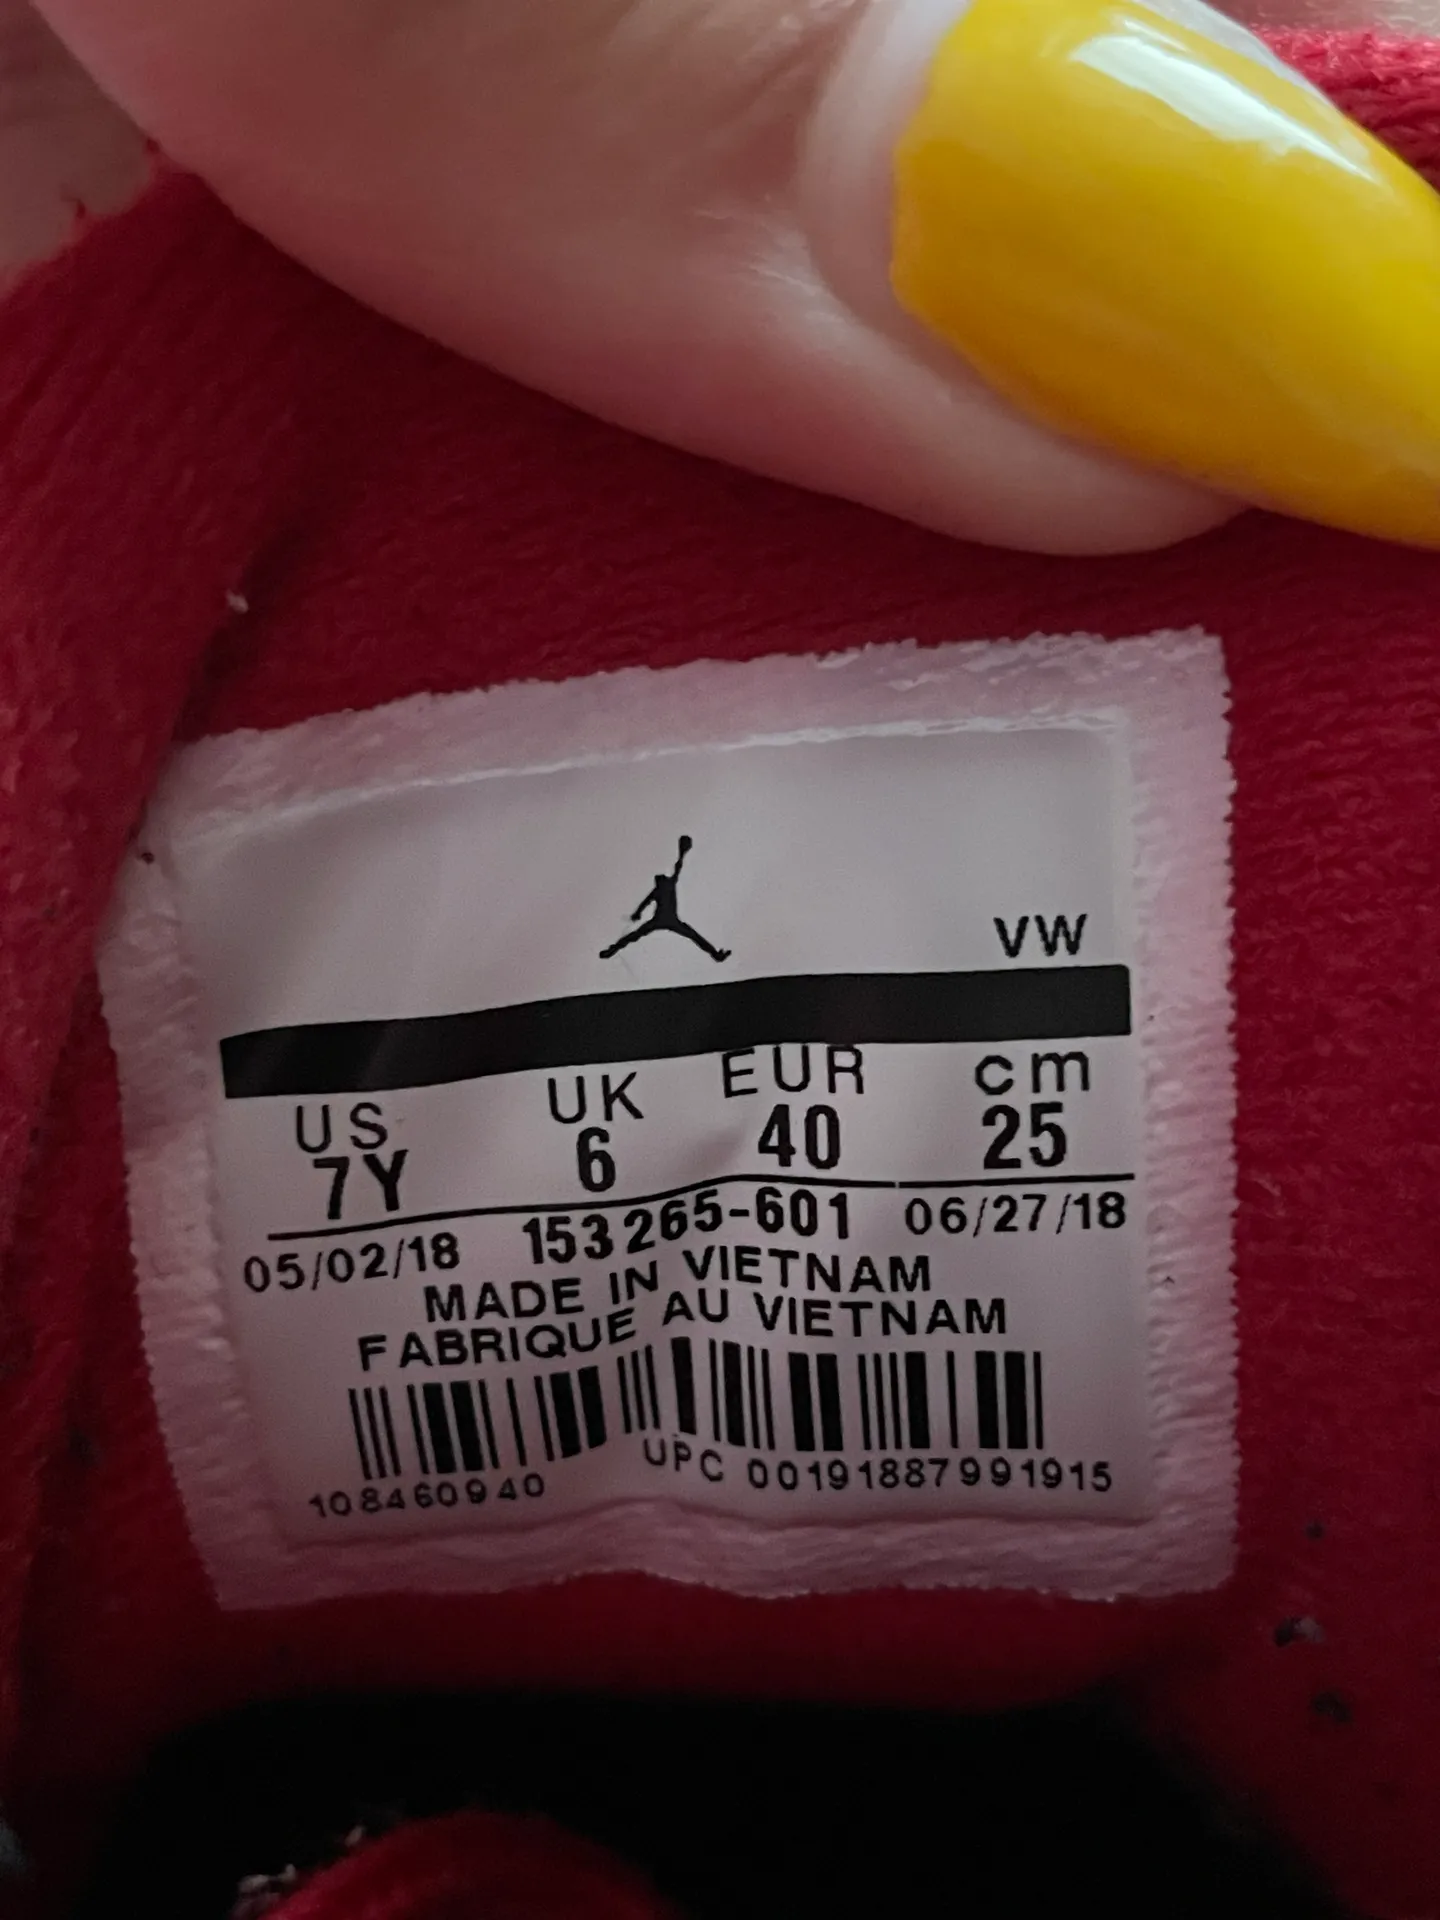 VW
US UK EUR cm
7Y 6 40 25
05/02/18 153265-601 06/27/18
MADE IN VIETNAM
FABRIQUE AU VIETNAM
108460940 UPC 00191887991915